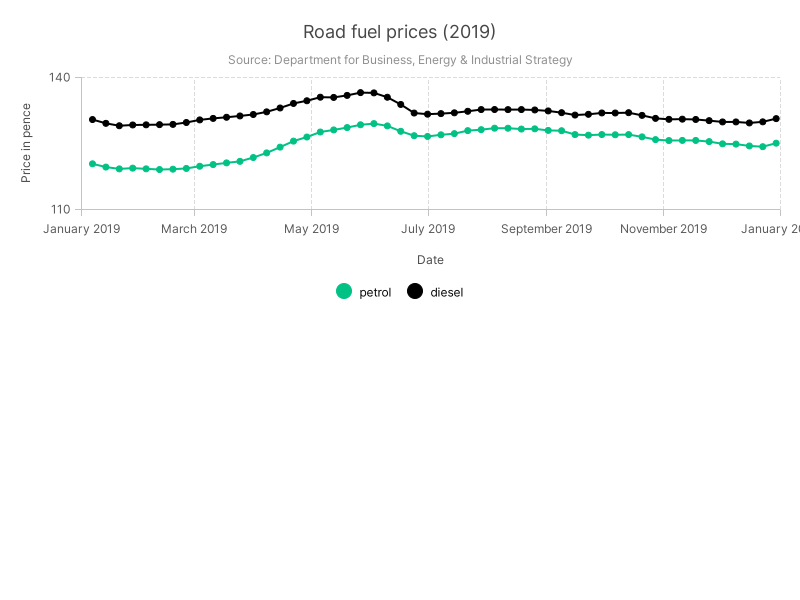 Road fuel prices (2019)
Source: Department for Business, Energy & Industrial Strategy
140
Price in pence
110
January 2019 March 2019 May 2019 July 2019 September 2019 November 2019 January
Date
petrol diesel